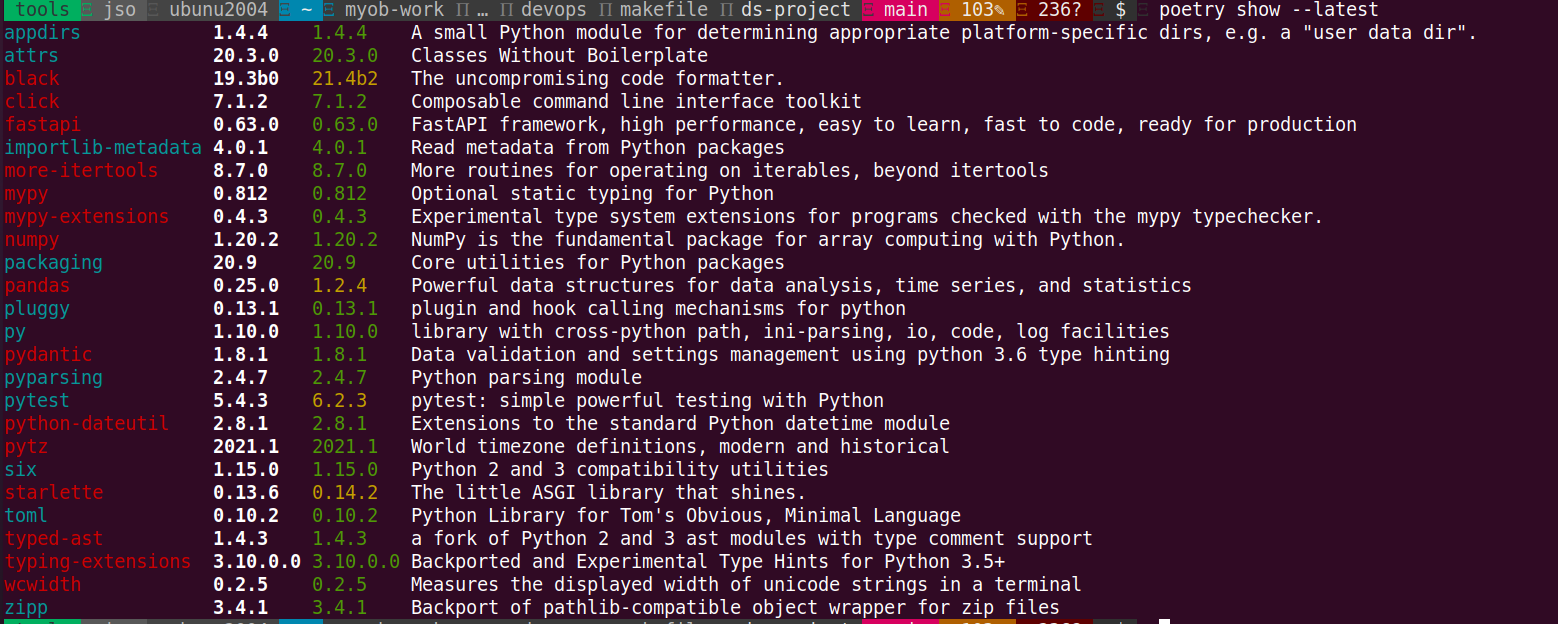 tools jso ubunu2004 ~ myob-work … devops makefile ds-project main 103✎ 236? $ poetry show --latest
appdirs 1.4.4 1.4.4 A small Python module for determining appropriate platform-specific dirs, e.g. a "user data dir".
attrs 20.3.0 20.3.0 Classes Without Boilerplate
black 19.3b0 21.4b2 The uncompromising code formatter.
click 7.1.2 7.1.2 Composable command line interface toolkit
fastapi 0.63.0 0.63.0 FastAPI framework, high performance, easy to learn, fast to code, ready for production
importlib-metadata 4.0.1 4.0.1 Read metadata from Python packages
more-itertools 8.7.0 8.7.0 More routines for operating on iterables, beyond itertools
mypy 0.812 0.812 Optional static typing for Python
mypy-extensions 0.4.3 0.4.3 Experimental type system extensions for programs checked with the mypy typechecker.
numpy 1.20.2 1.20.2 NumPy is the fundamental package for array computing with Python.
packaging 20.9 20.9 Core utilities for Python packages
pandas 0.25.0 1.2.4 Powerful data structures for data analysis, time series, and statistics
pluggy 0.13.1 0.13.1 plugin and hook calling mechanisms for python
py 1.10.0 1.10.0 library with cross-python path, ini-parsing, io, code, log facilities
pydantic 1.8.1 1.8.1 Data validation and settings management using python 3.6 type hinting
pyparsing 2.4.7 2.4.7 Python parsing module
pytest 5.4.3 6.2.3 pytest: simple powerful testing with Python
python-dateutil 2.8.1 2.8.1 Extensions to the standard Python datetime module
pytz 2021.1 2021.1 World timezone definitions, modern and historical
six 1.15.0 1.15.0 Python 2 and 3 compatibility utilities
starlette 0.13.6 0.14.2 The little ASGI library that shines.
toml 0.10.2 0.10.2 Python Library for Tom's Obvious, Minimal Language
typed-ast 1.4.3 1.4.3 a fork of Python 2 and 3 ast modules with type comment support
typing-extensions 3.10.0.0 3.10.0.0 Backported and Experimental Type Hints for Python 3.5+
wcwidth 0.2.5 0.2.5 Measures the displayed width of unicode strings in a terminal
zipp 3.4.1 3.4.1 Backport of pathlib-compatible object wrapper for zip files